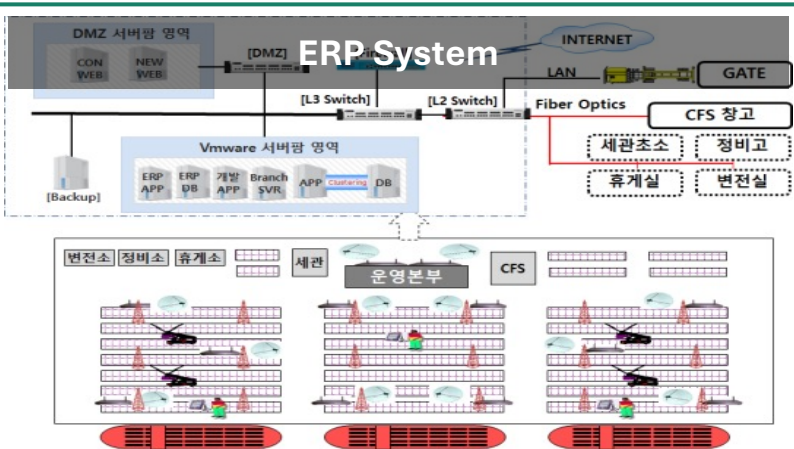 ERP System
DMZ 서버팜 영역
CON WEB
NEW WEB
[DMZ]
INTERNET
LAN
GATE
[L3 Switch]
[L2 Switch]
Fiber Optics
CFS 창고
세관초소
정비고
휴게실
변전실
Vmware 서버팜 영역
ERP APP
ERP DB
개발 APP
Branch SVR
APP
Clustering
DB
[Backup]
변전소
정비소
휴게소
세관
운영본부
CFS